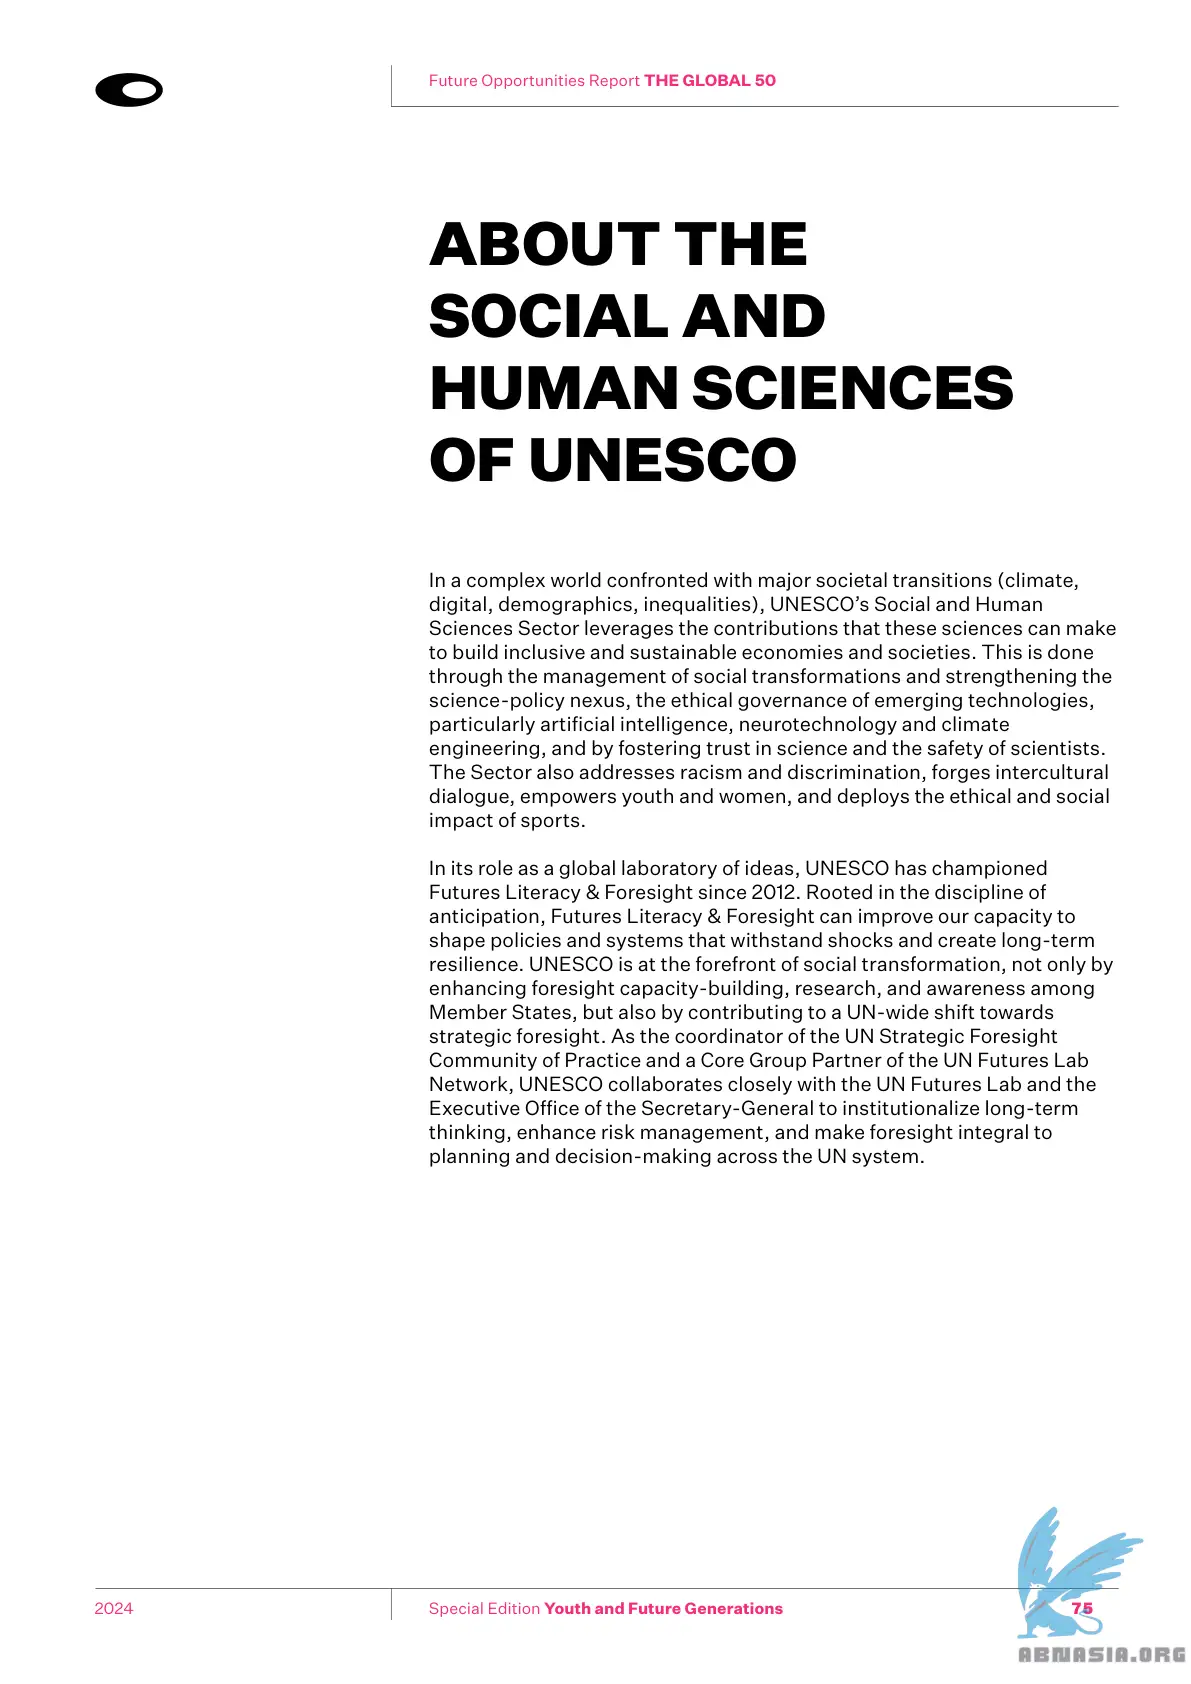 Future Opportunities Report THE GLOBAL 50
ABOUT THE
SOCIAL AND
HUMAN SCIENCES
OF UNESCO
In a complex world confronted with major societal transitions (climate,
digital, demographics, inequalities), UNESCO’s Social and Human
Sciences Sector leverages the contributions that these sciences can make
to build inclusive and sustainable economies and societies. This is done
through the management of social transformations and strengthening the
science-policy nexus, the ethical governance of emerging technologies,
particularly artificial intelligence, neurotechnology and climate
engineering, and by fostering trust in science and the safety of scientists.
The Sector also addresses racism and discrimination, forges intercultural
dialogue, empowers youth and women, and deploys the ethical and social
impact of sports.
In its role as a global laboratory of ideas, UNESCO has championed
Futures Literacy & Foresight since 2012. Rooted in the discipline of
anticipation, Futures Literacy & Foresight can improve our capacity to
shape policies and systems that withstand shocks and create long-term
resilience. UNESCO is at the forefront of social transformation, not only by
enhancing foresight capacity-building, research, and awareness among
Member States, but also by contributing to a UN-wide shift towards
strategic foresight. As the coordinator of the UN Strategic Foresight
Community of Practice and a Core Group Partner of the UN Futures Lab
Network, UNESCO collaborates closely with the UN Futures Lab and the
Executive Office of the Secretary-General to institutionalize long-term
thinking, enhance risk management, and make foresight integral to
planning and decision-making across the UN system.
2024
Special Edition Youth and Future Generations
75
ABNASIA.ORG